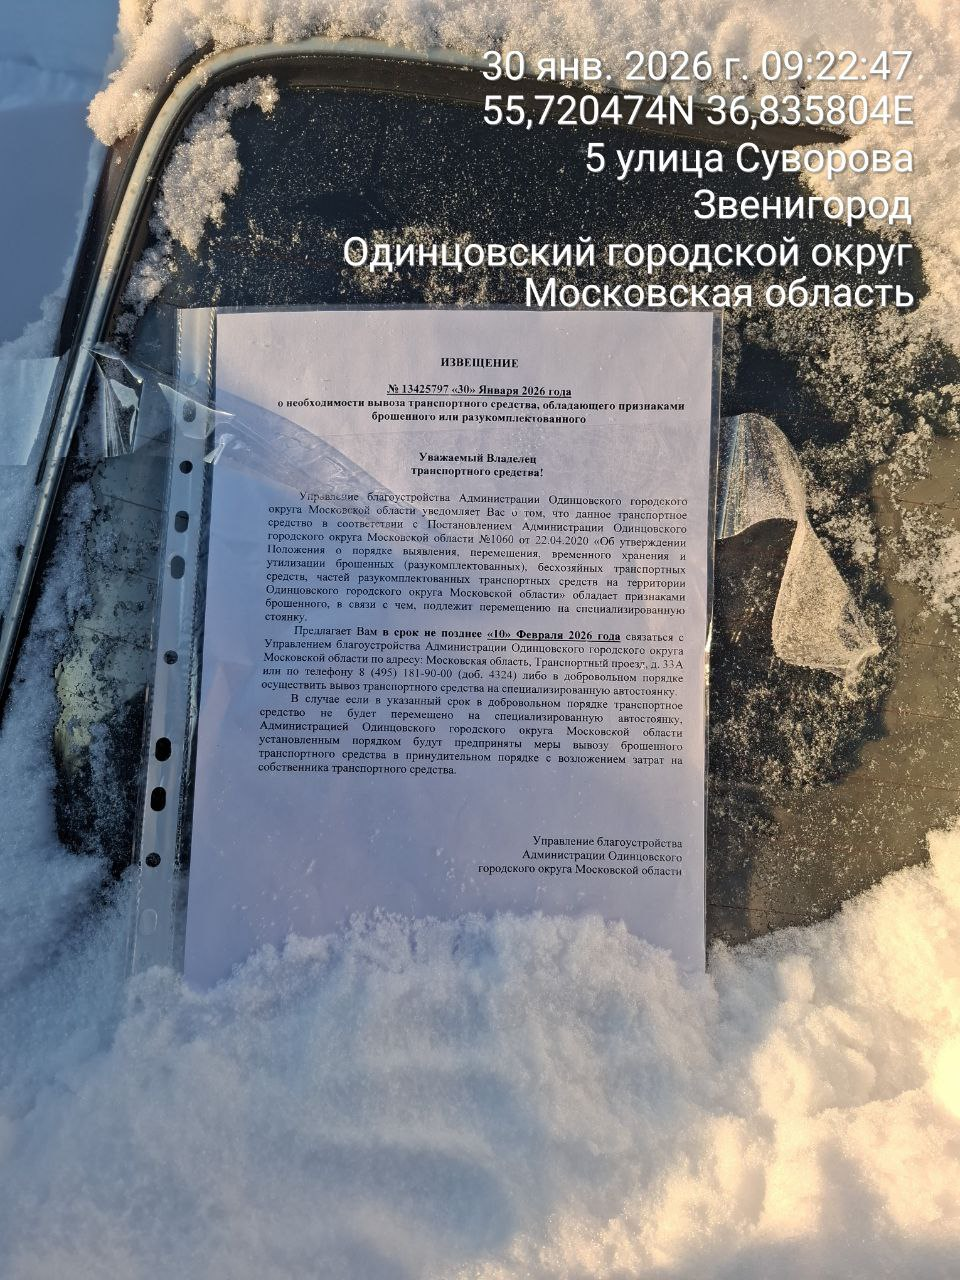 30 янв. 2026 г. 09:22:47
55,720474N 36,835804E
5 улица Суворова
Звенигород
Одинцовский городской округ
Московская область
ИЗВЕЩЕНИЕ
№ 13425797 «30» Января 2026 года
о необходимости вывоза транспортного средства, обладающего признаками
брошенного или разукомплектованного
Уважаемый Владелец
транспортного средства!
Управление благоустройства Администрации Одинцовского городского
округа Московской области уведомляет Вас о том, что данное транспортное
средство в соответствии с Постановлением Администрации Одинцовского
городского округа Московской области №1060 от 22.04.2020 «Об утверждении
Положения о порядке выявления, перемещения, временного хранения и
утилизации брошенных (разукомплектованных), бесхозяйных транспортных
средств, частей разукомплектованных транспортных средств на территории
Одинцовского городского округа Московской области» обладает признаками
брошенного, в связи с чем, подлежит перемещению на специализированную
стоянку.
Предлагает Вам в срок не позднее «10» Февраля 2026 года связаться с
Управлением благоустройства Администрации Одинцовского городского округа
Московской области по адресу: Московская область, Транспортный проезд, д. 33А
или по телефону 8 (495) 181-90-00 (доб. 4324) либо в добровольном порядке
осуществить вывоз транспортного средства на специализированную автостоянку.
В случае если в указанный срок в добровольном порядке транспортное
средство не будет перемещено на специализированную автостоянку,
Администрацией Одинцовского городского округа Московской области
установленным порядком будут предприняты меры вывозу брошенного
транспортного средства в принудительном порядке с возложением затрат на
собственника транспортного средства.
Управление благоустройства
Администрации Одинцовского
городского округа Московской области